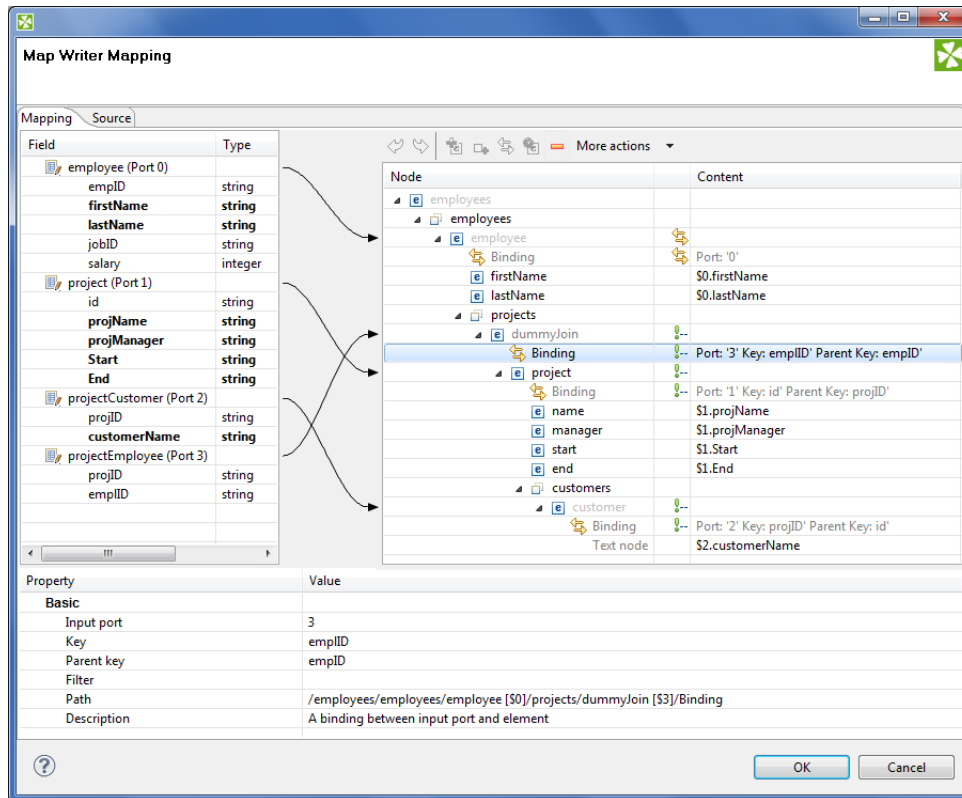 Map Writer Mapping
Mapping Source
Field Type
employee (Port 0)
empID string
firstName string
lastName string
jobID string
salary integer
project (Port 1)
id string
projName string
projManager string
Start string
End string
projectCustomer (Port 2)
projID string
customerName string
projectEmployee (Port 3)
projID string
emplID string
More actions
Node Content
employees
employees
employee
Binding Port: '0'
firstName $0.firstName
lastName $0.lastName
projects
dummyJoin
Binding Port: '3' Key: emplID' Parent Key: empID'
project
Binding Port: '1' Key: id' Parent Key: projID'
name $1.projName
manager $1.projManager
start $1.Start
end $1.End
customers
customer
Binding Port: '2' Key: projID' Parent Key: id'
Text node $2.customerName
Property Value
Basic
Input port 3
Key emplID
Parent key empID
Filter
Path /employees/employees/employee [$0]/projects/dummyJoin [$3]/Binding
Description A binding between input port and element
OK Cancel